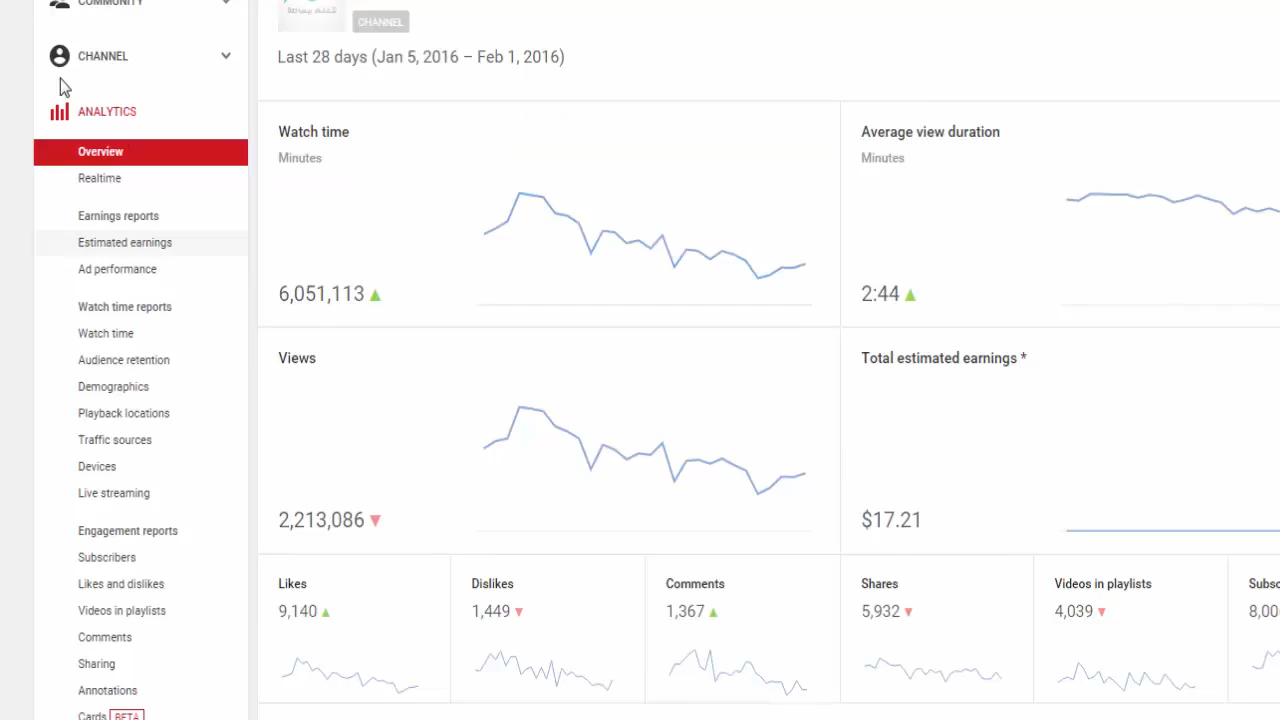 COMMUNITY
CHANNEL
ANALYTICS
Overview
Realtime
Earnings reports
Estimated earnings
Ad performance
Watch time reports
Watch time
Audience retention
Demographics
Playback locations
Traffic sources
Devices
Live streaming
Engagement reports
Subscribers
Likes and dislikes
Videos in playlists
Comments
Sharing
Annotations
Cards BETA
CHANNEL
Last 28 days (Jan 5, 2016 – Feb 1, 2016)
Watch time
Minutes
6,051,113
Average view duration
Minutes
2:44
Views
2,213,086
Total estimated earnings *
$17.21
Likes
9,140
Dislikes
1,449
Comments
1,367
Shares
5,932
Videos in playlists
4,039